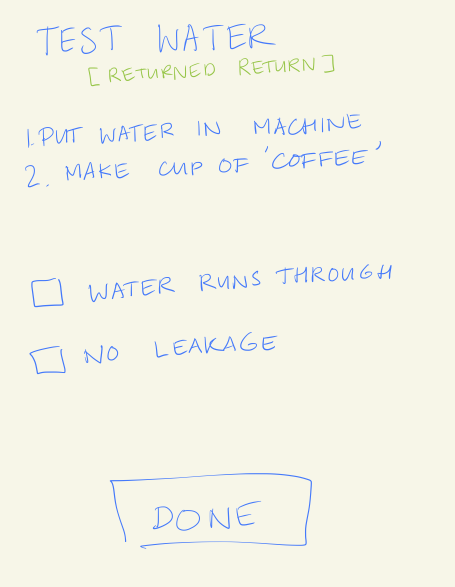 TEST WATER
[RETURNED RETURN]
1. PUT WATER IN MACHINE
2. MAKE CUP OF 'COFFEE'
WATER RUNS THROUGH
NO LEAKAGE
DONE